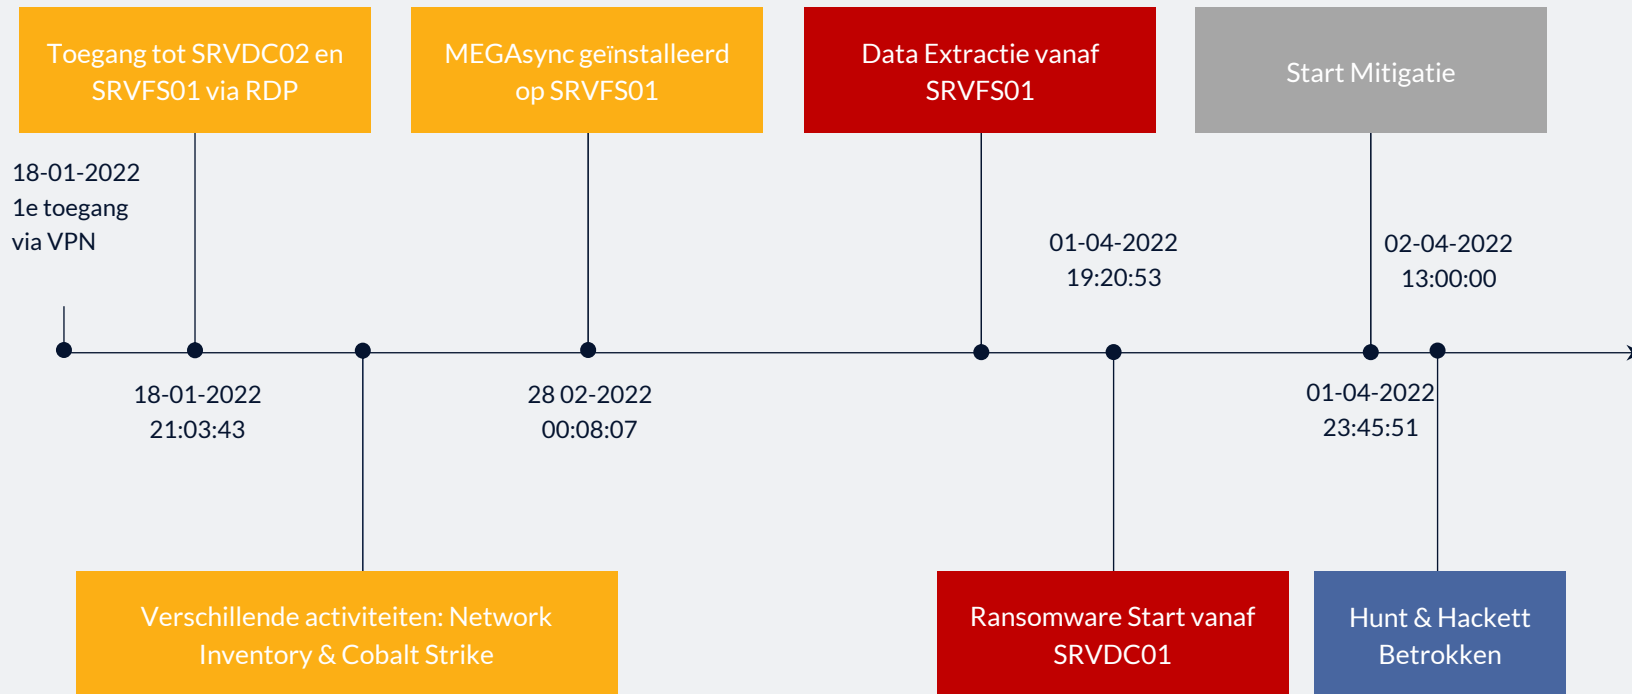 Toegang tot SRVDC02 en
SRVFS01 via RDP
MEGAsync geïnstalleerd
op SRVFS01
Data Extractie vanaf
SRVFS01
Start Mitigatie
18-01-2022
1e toegang
via VPN
01-04-2022
19:20:53
02-04-2022
13:00:00
18-01-2022
21:03:43
28 02-2022
00:08:07
01-04-2022
23:45:51
Verschillende activiteiten: Network
Inventory & Cobalt Strike
Ransomware Start vanaf
SRVDC01
Hunt & Hackett
Betrokken